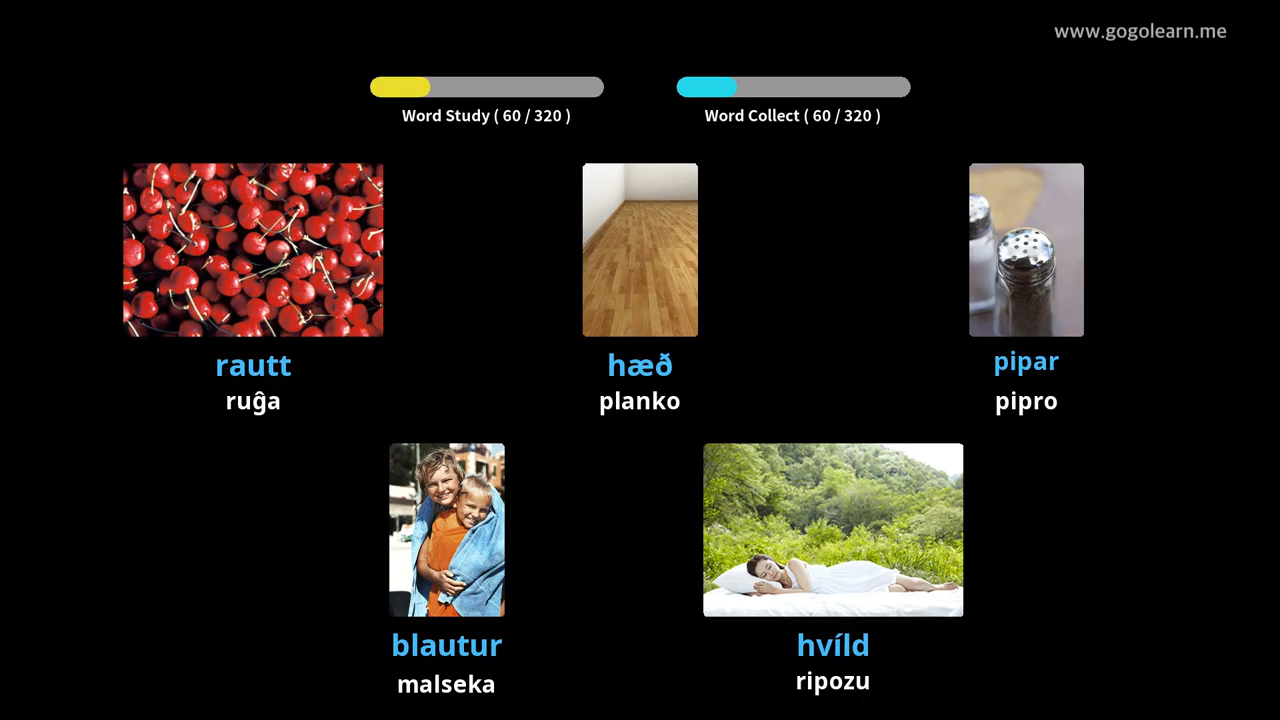 www.gogolearn.me
Word Study ( 60 / 320 )
Word Collect ( 60 / 320 )
rautt
ruĝa
hæð
planko
pipar
pipro
blautur
malseka
hvíld
ripozu